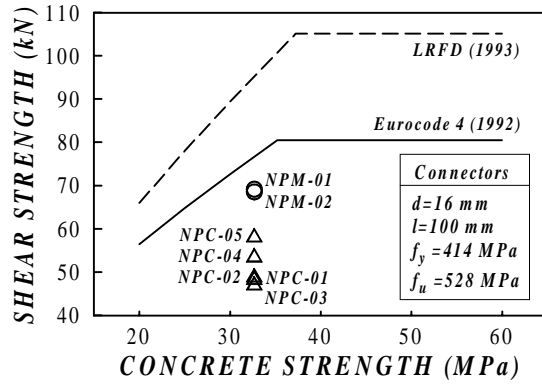 SHEAR STRENGTH (kN)
110
100
90
80
70
60
50
40
LRFD (1993)
Eurocode 4 (1992)
NPM-01
NPM-02
NPC-05
NPC-04
NPC-02
NPC-01
NPC-03
Connectors
d=16 mm
l=100 mm
f_y=414 MPa
f_u=528 MPa
20 30 40 50 60
CONCRETE STRENGTH (MPa)